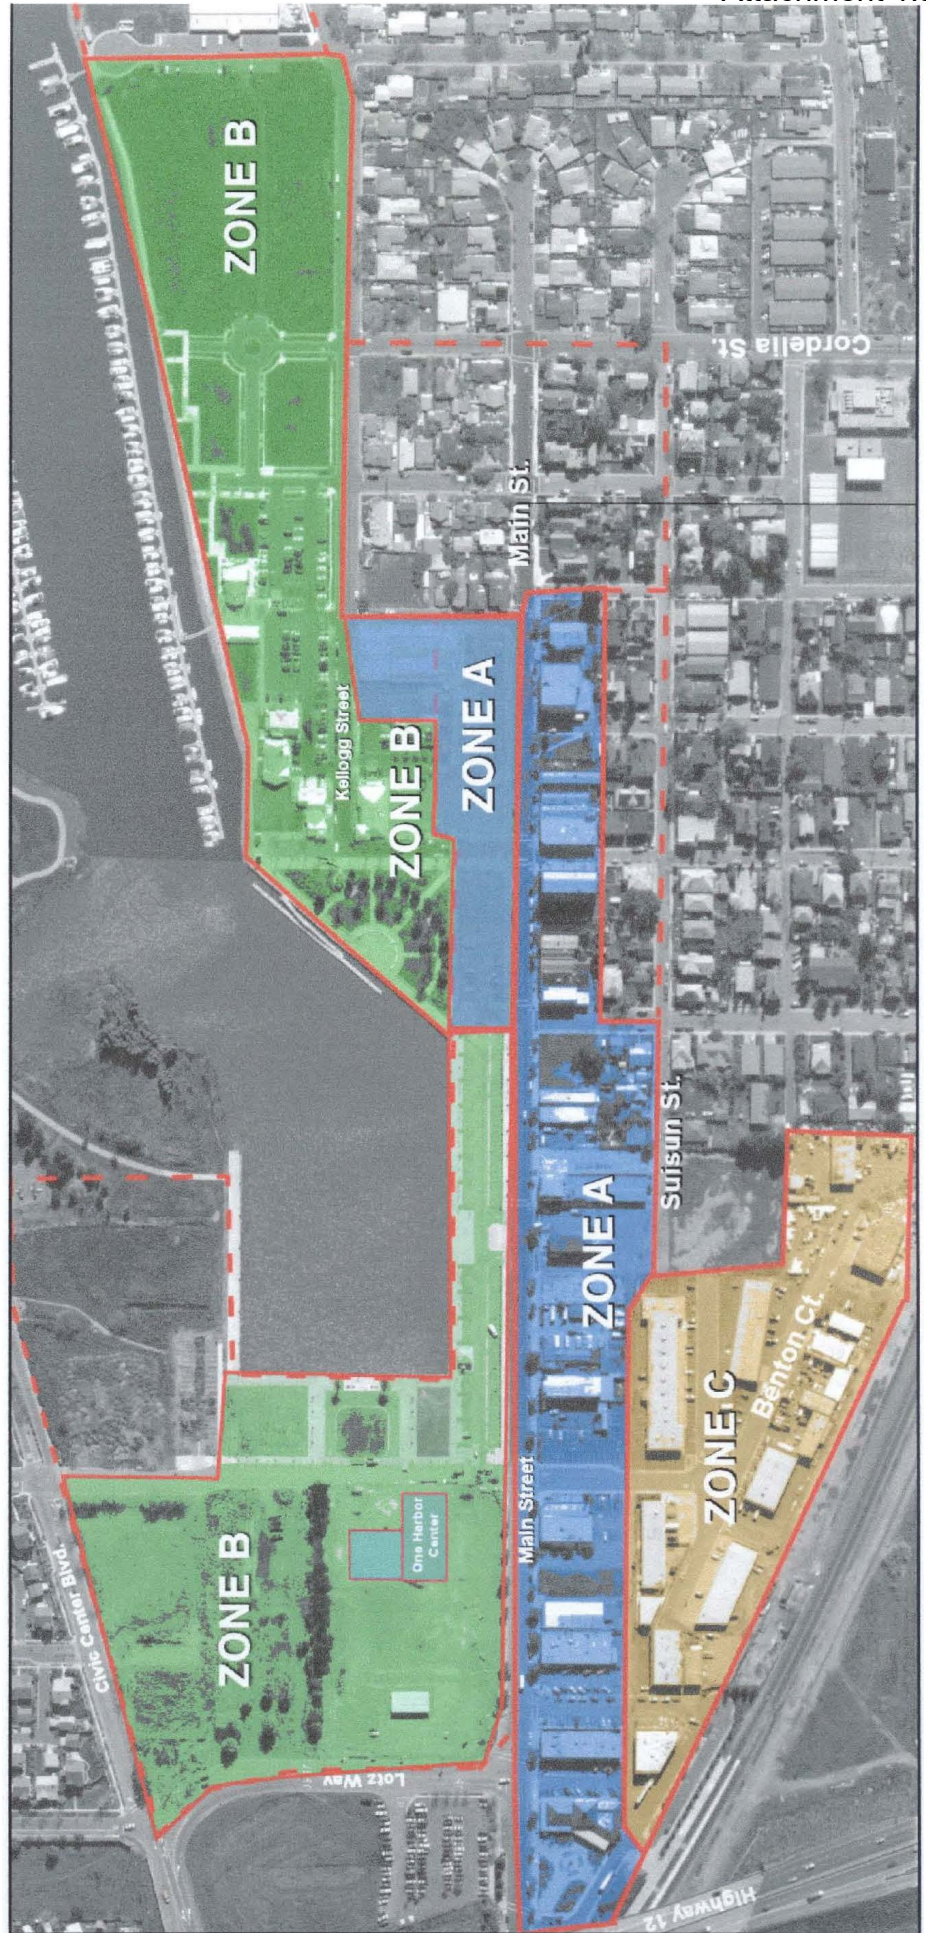 ZONE B
Cordelia St.
Main St.
ZONE A
Kellogg Street
ZONE B
Suisun St.
ZONE A
Benton Ct.
ZONE C
Main Street
One Harbor
Center
ZONE B
Civic Center Blvd.
Lotz Way
Highway 12